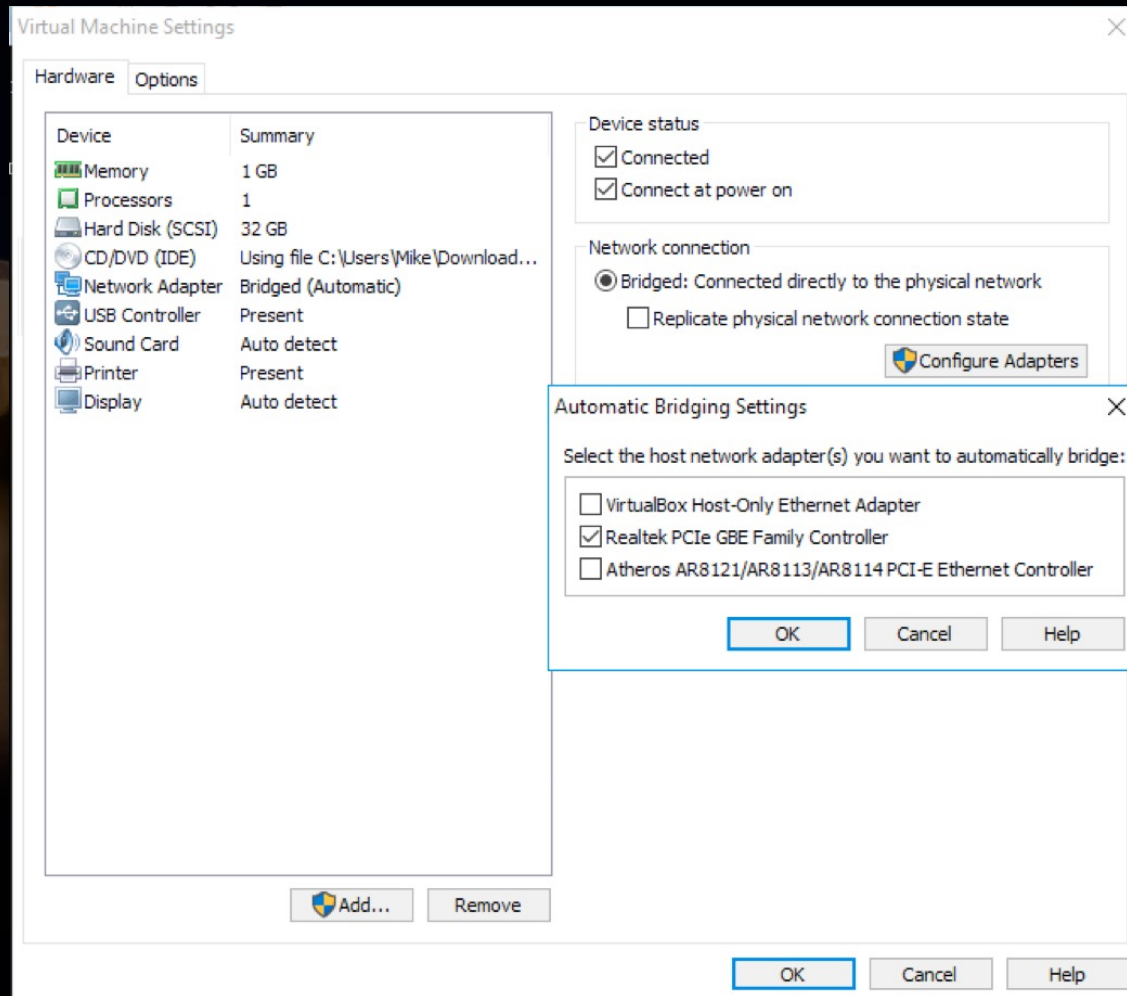 Virtual Machine Settings
Hardware Options
Device Summary
Memory 1 GB
Processors 1
Hard Disk (SCSI) 32 GB
CD/DVD (IDE) Using file C:\Users\Mike\Download...
Network Adapter Bridged (Automatic)
USB Controller Present
Sound Card Auto detect
Printer Present
Display Auto detect
Add... Remove
Device status
Connected
Connect at power on
Network connection
Bridged: Connected directly to the physical network
Replicate physical network connection state
Configure Adapters
Automatic Bridging Settings
Select the host network adapter(s) you want to automatically bridge:
VirtualBox Host-Only Ethernet Adapter
Realtek PCIe GBE Family Controller
Atheros AR8121/AR8113/AR8114 PCI-E Ethernet Controller
OK Cancel Help
OK Cancel Help